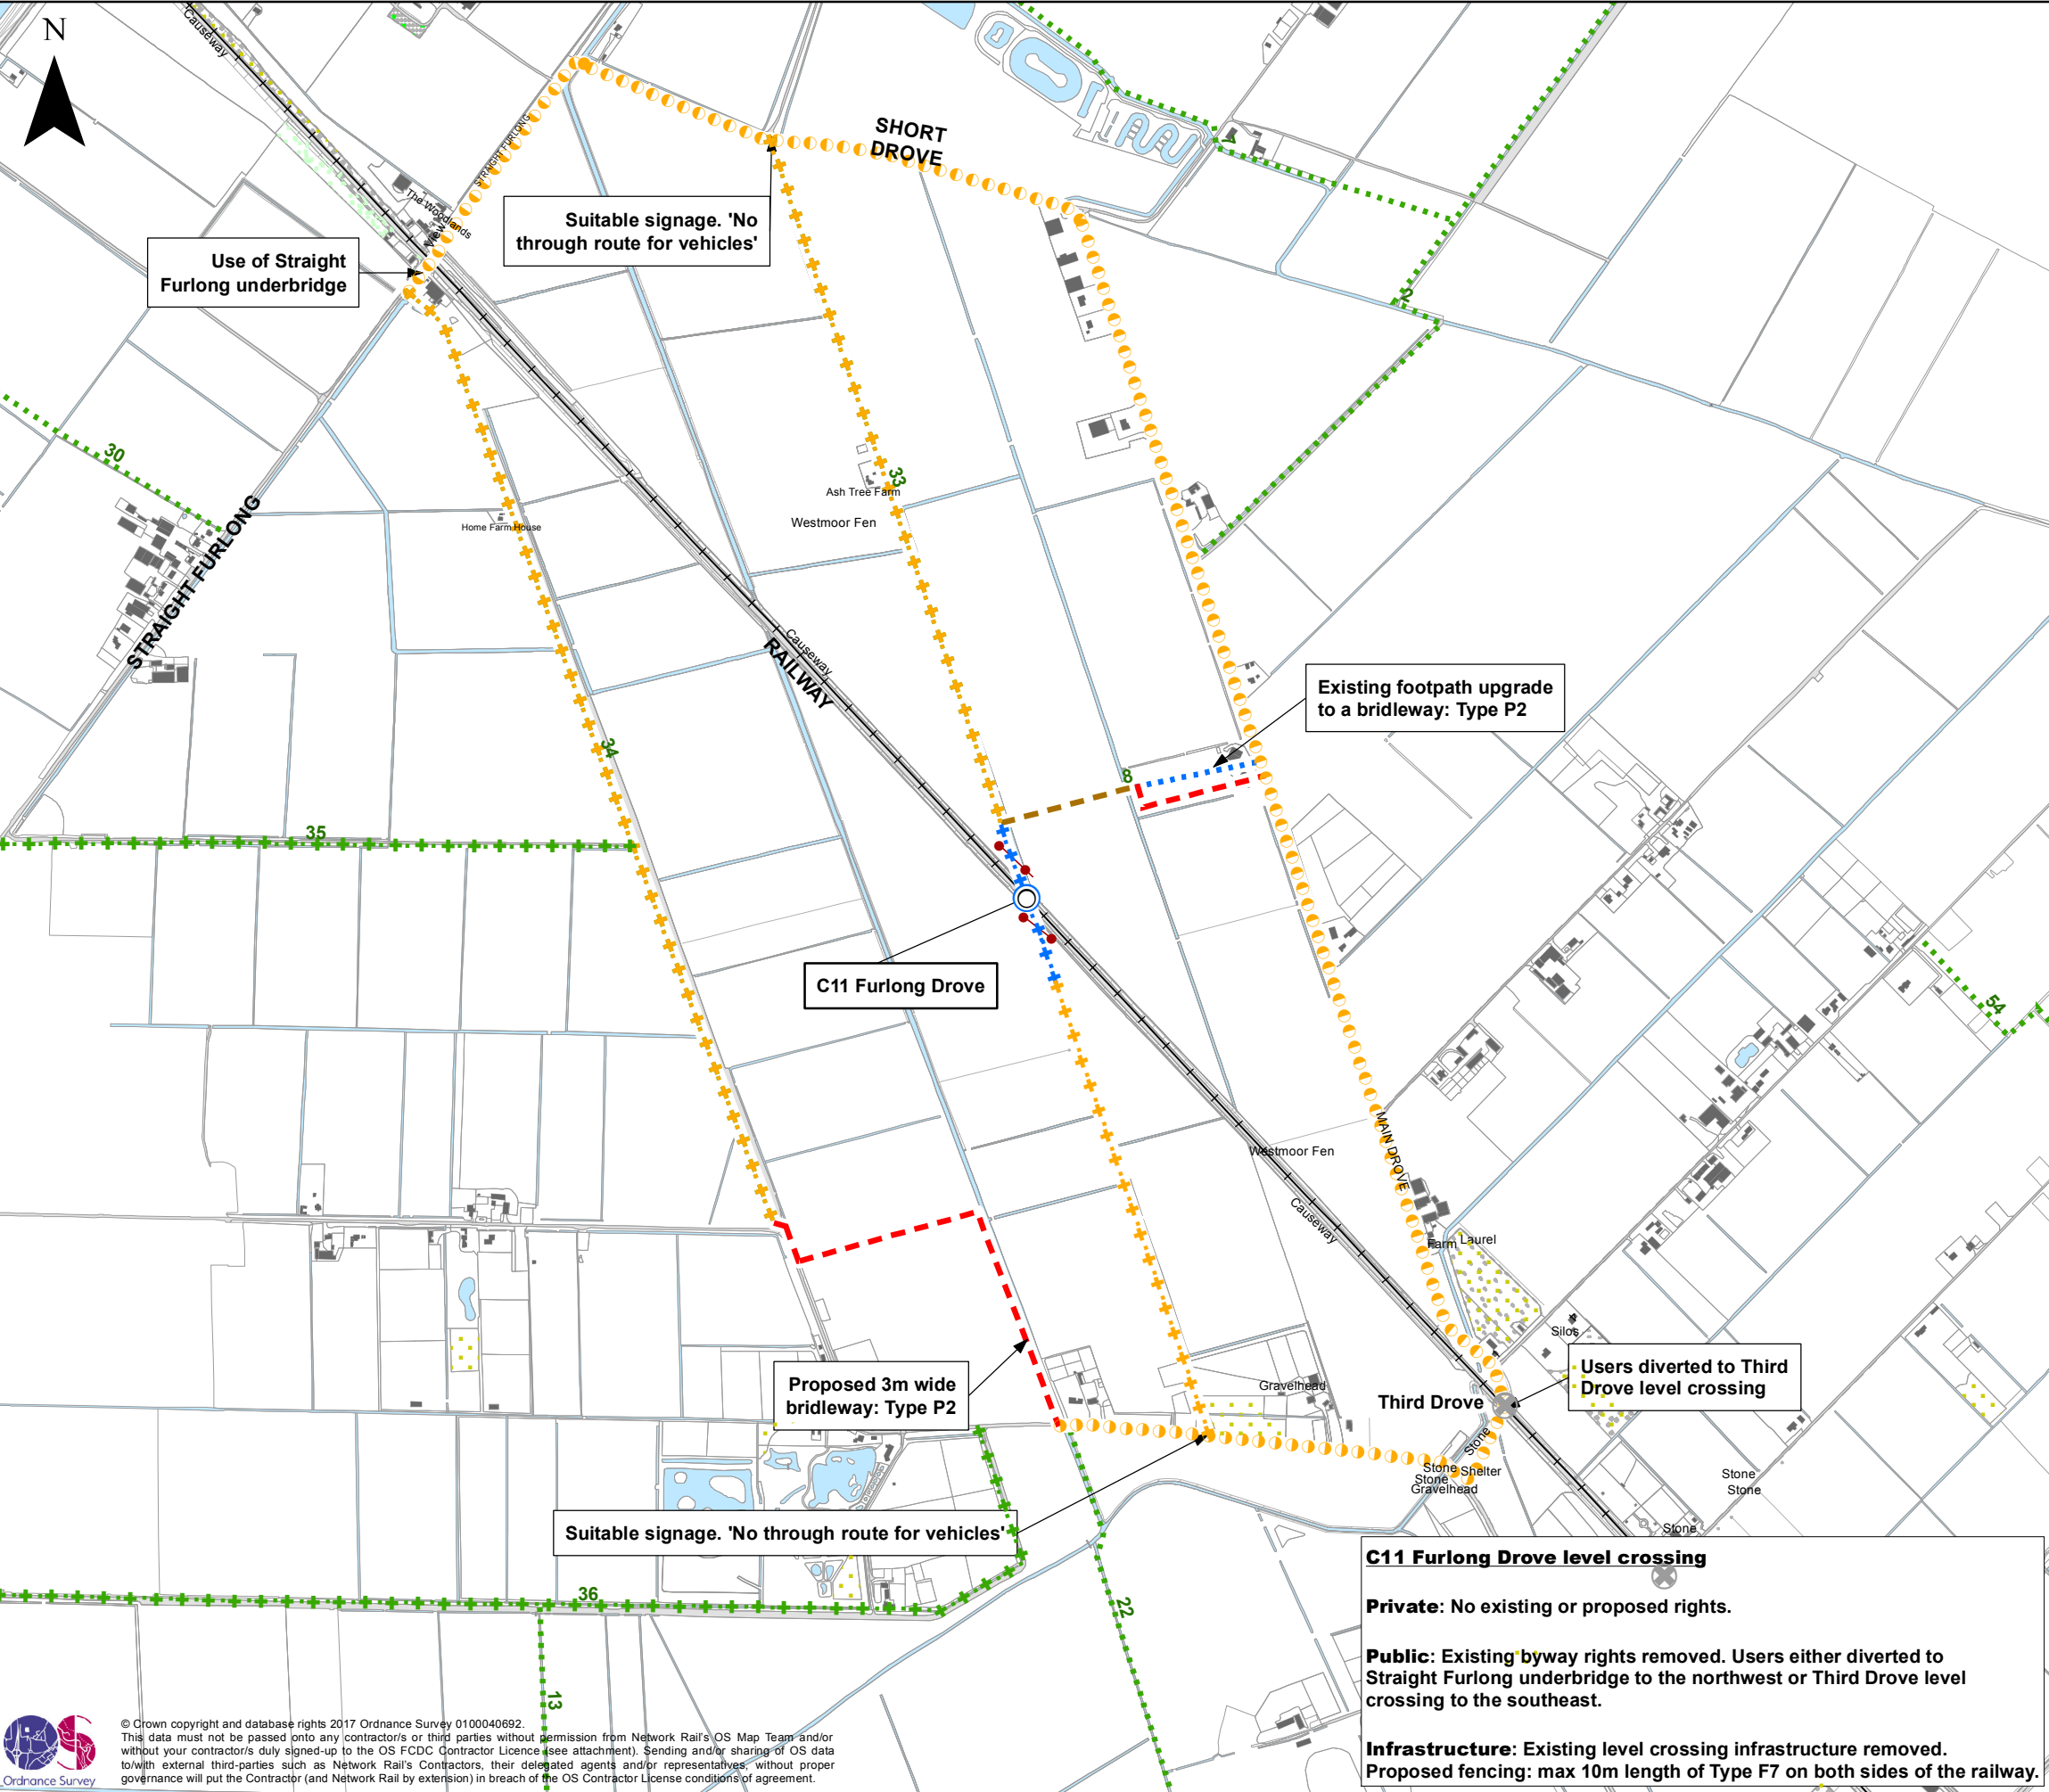 Causeway
N
SHORT
DROVE
STRAIGHT FURLONG
7
Suitable signage. 'No
through route for vehicles'
The Woodlands
View
Use of Straight
Furlong underbridge
2
30
33
Ash Tree Farm
Westmoor Fen
Home Farm House
STRAIGHT FURLONG
Causeway
RAILWAY
Existing footpath upgrade
to a bridleway: Type P2
34
8
35
C11 Furlong Drove
54
MAIN DROVE
Westmoor Fen
Causeway
Farm
Laurel
Silos
Proposed 3m wide
bridleway: Type P2
Gravelhead
Third Drove
Users diverted to Third
Drove level crossing
Stone
Stone Shelter
Stone
Gravelhead
Stone
Stone
Stone
Suitable signage. 'No through route for vehicles'
36
22
13
C11 Furlong Drove level crossing
Private: No existing or proposed rights.
Public: Existing byway rights removed. Users either diverted to
Straight Furlong underbridge to the northwest or Third Drove level
crossing to the southeast.
Infrastructure: Existing level crossing infrastructure removed.
Proposed fencing: max 10m length of Type F7 on both sides of the railway.
Ordnance Survey
© Crown copyright and database rights 2017 Ordnance Survey 0100040692.
This data must not be passed onto any contractor/s or third parties without permission from Network Rail's OS Map Team and/or
without your contractor/s duly signed-up to the OS FCDC Contractor Licence (see attachment). Sending and/or sharing of OS data
to/with external third-parties such as Network Rail's Contractors, their delegated agents and/or representatives, without proper
governance will put the Contractor (and Network Rail by extension) in breach of the OS Contractor License conditions of agreement.